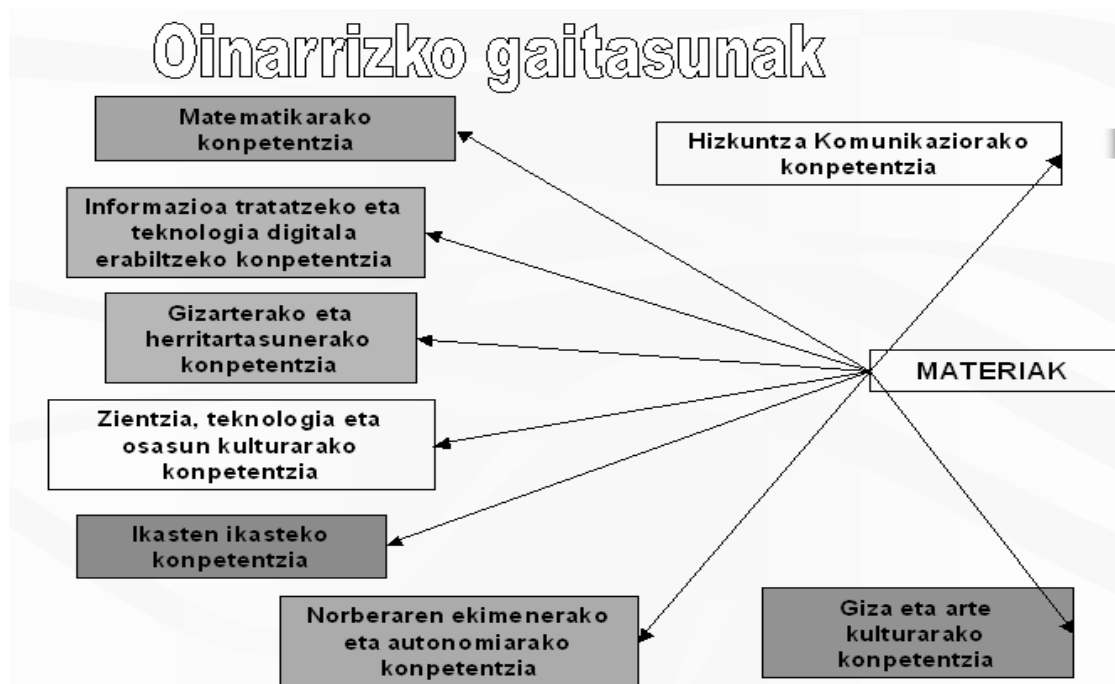 Oinarrizko gaitasunak
Matematikarako
konpetentzia
Hizkuntza Komunikaziorako
konpetentzia
Informazioa tratatzeko eta
teknologia digitala
erabiltzeko konpetentzia
Gizarterako eta
herritartasunerako
konpetentzia
MATERIAK
Zientzia, teknologia eta
osasun kulturarako
konpetentzia
Ikasten ikasteko
konpetentzia
Norberaren ekimenerako
eta autonomiarako
konpetentzia
Giza eta arte
kulturarako
konpetentzia